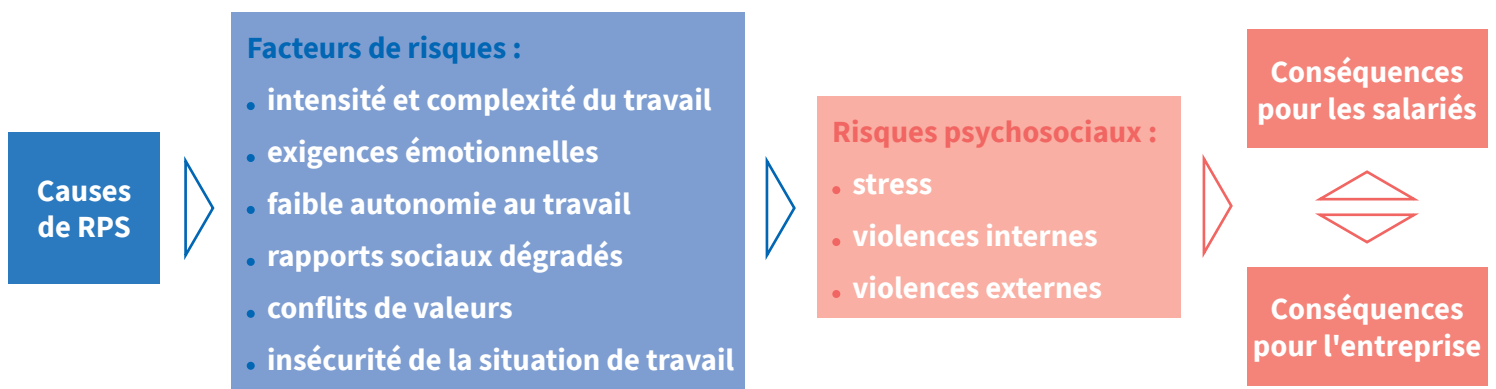 Causes
de RPS
Facteurs de risques :
• intensité et complexité du travail
• exigences émotionnelles
• faible autonomie au travail
• rapports sociaux dégradés
• conflits de valeurs
• insécurité de la situation de travail
Risques psychosociaux :
• stress
• violences internes
• violences externes
Conséquences
pour les salariés
Conséquences
pour l'entreprise